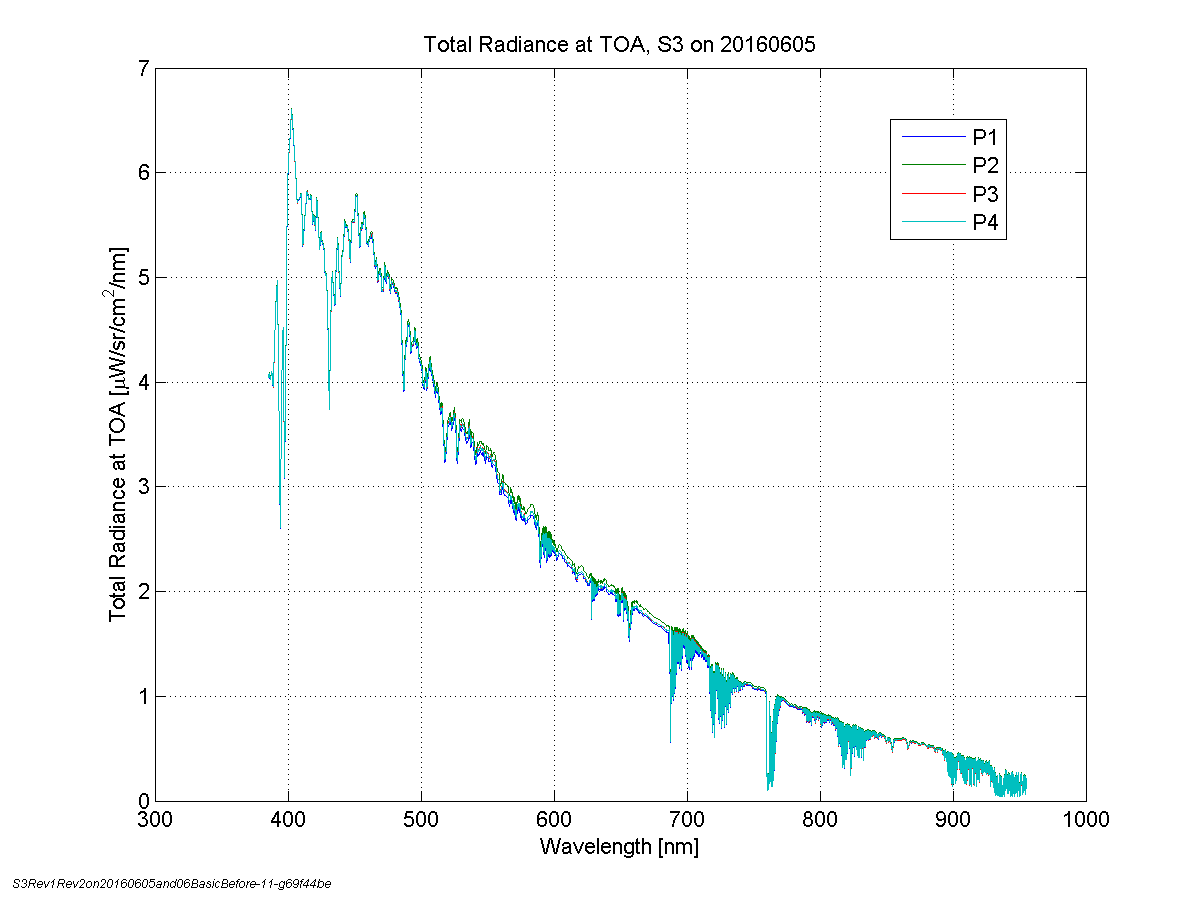 Total Radiance at TOA, S3 on 20160605
7
6
5
4
3
2
1
0
Total Radiance at TOA [μW/sr/cm²/nm]
P1
P2
P3
P4
300 400 500 600 700 800 900 1000
Wavelength [nm]
S3Rev1Rev2on20160605and06BasicBefore-11-g69f44be